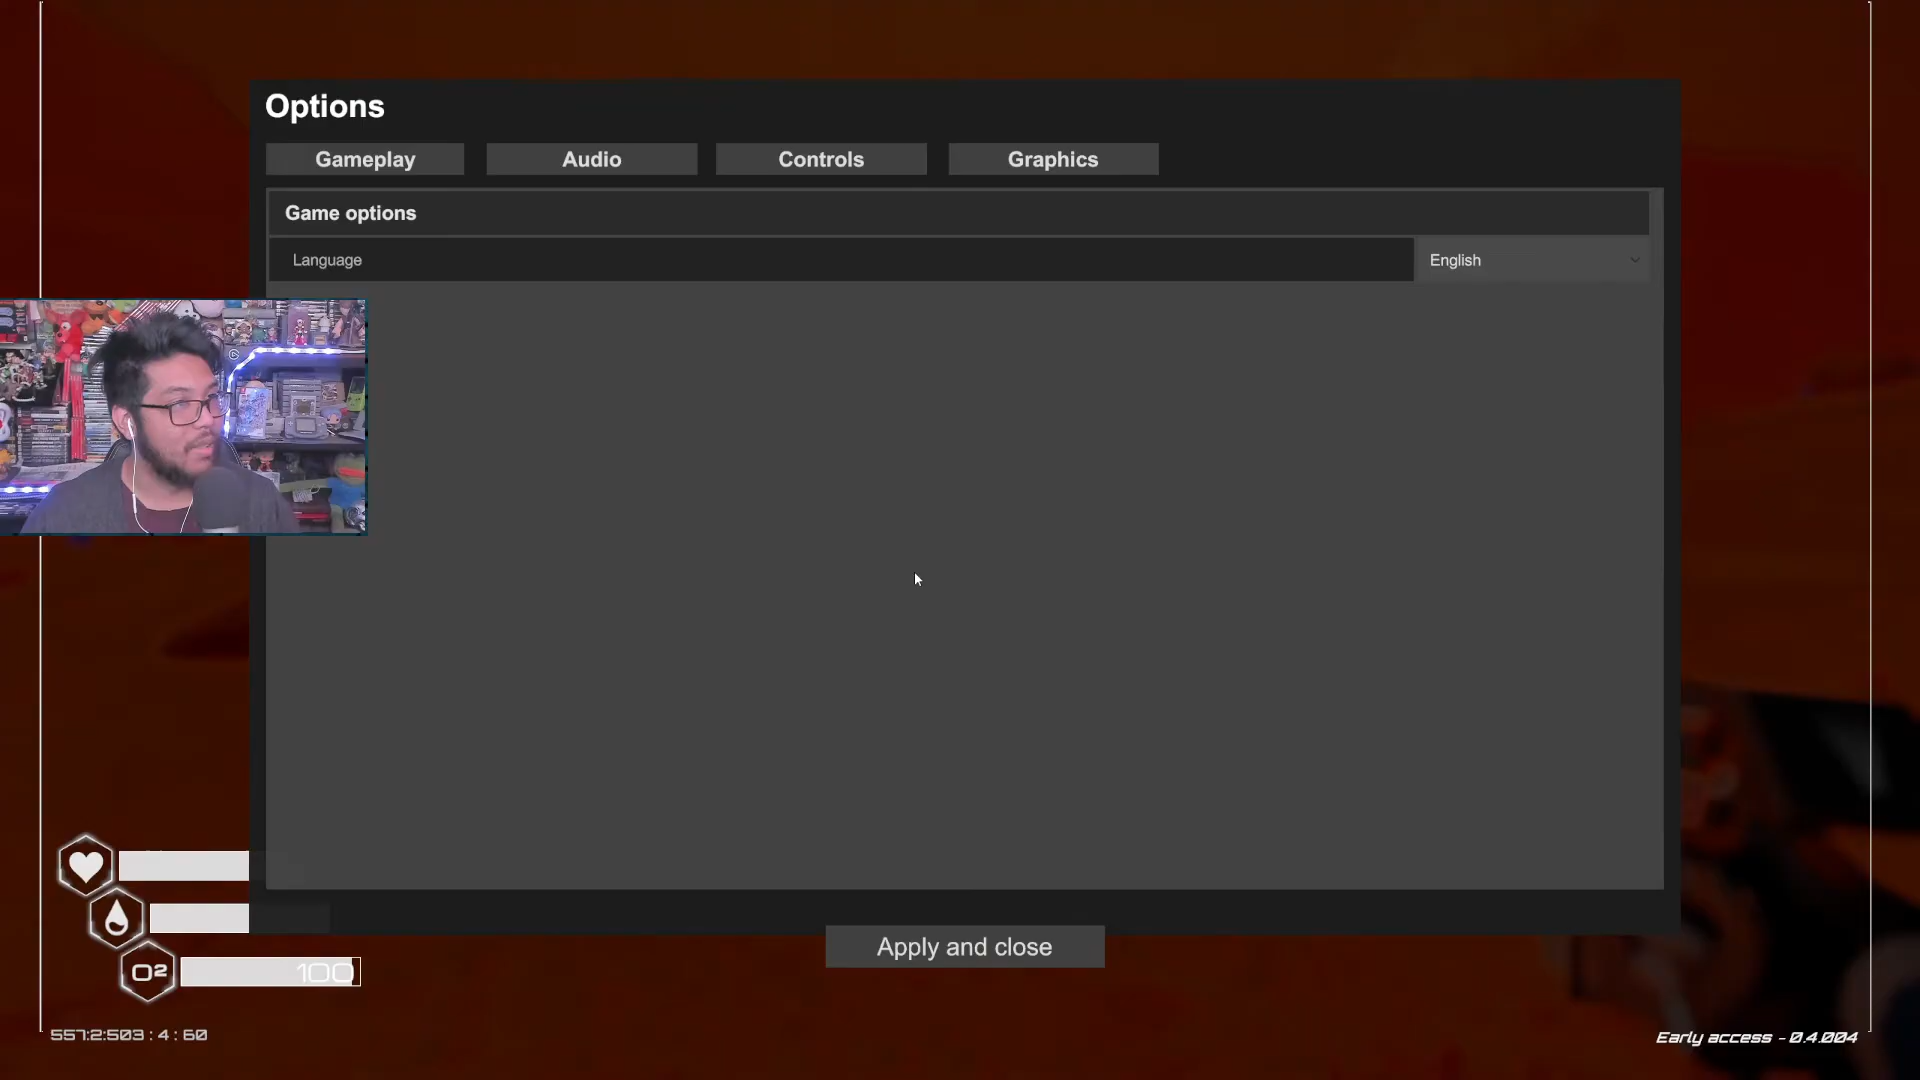 Options
Gameplay Audio Controls Graphics
Game options
Language English
O²
100
Apply and close
557:2:503 : 4 : 60
Early access - 0.4.004